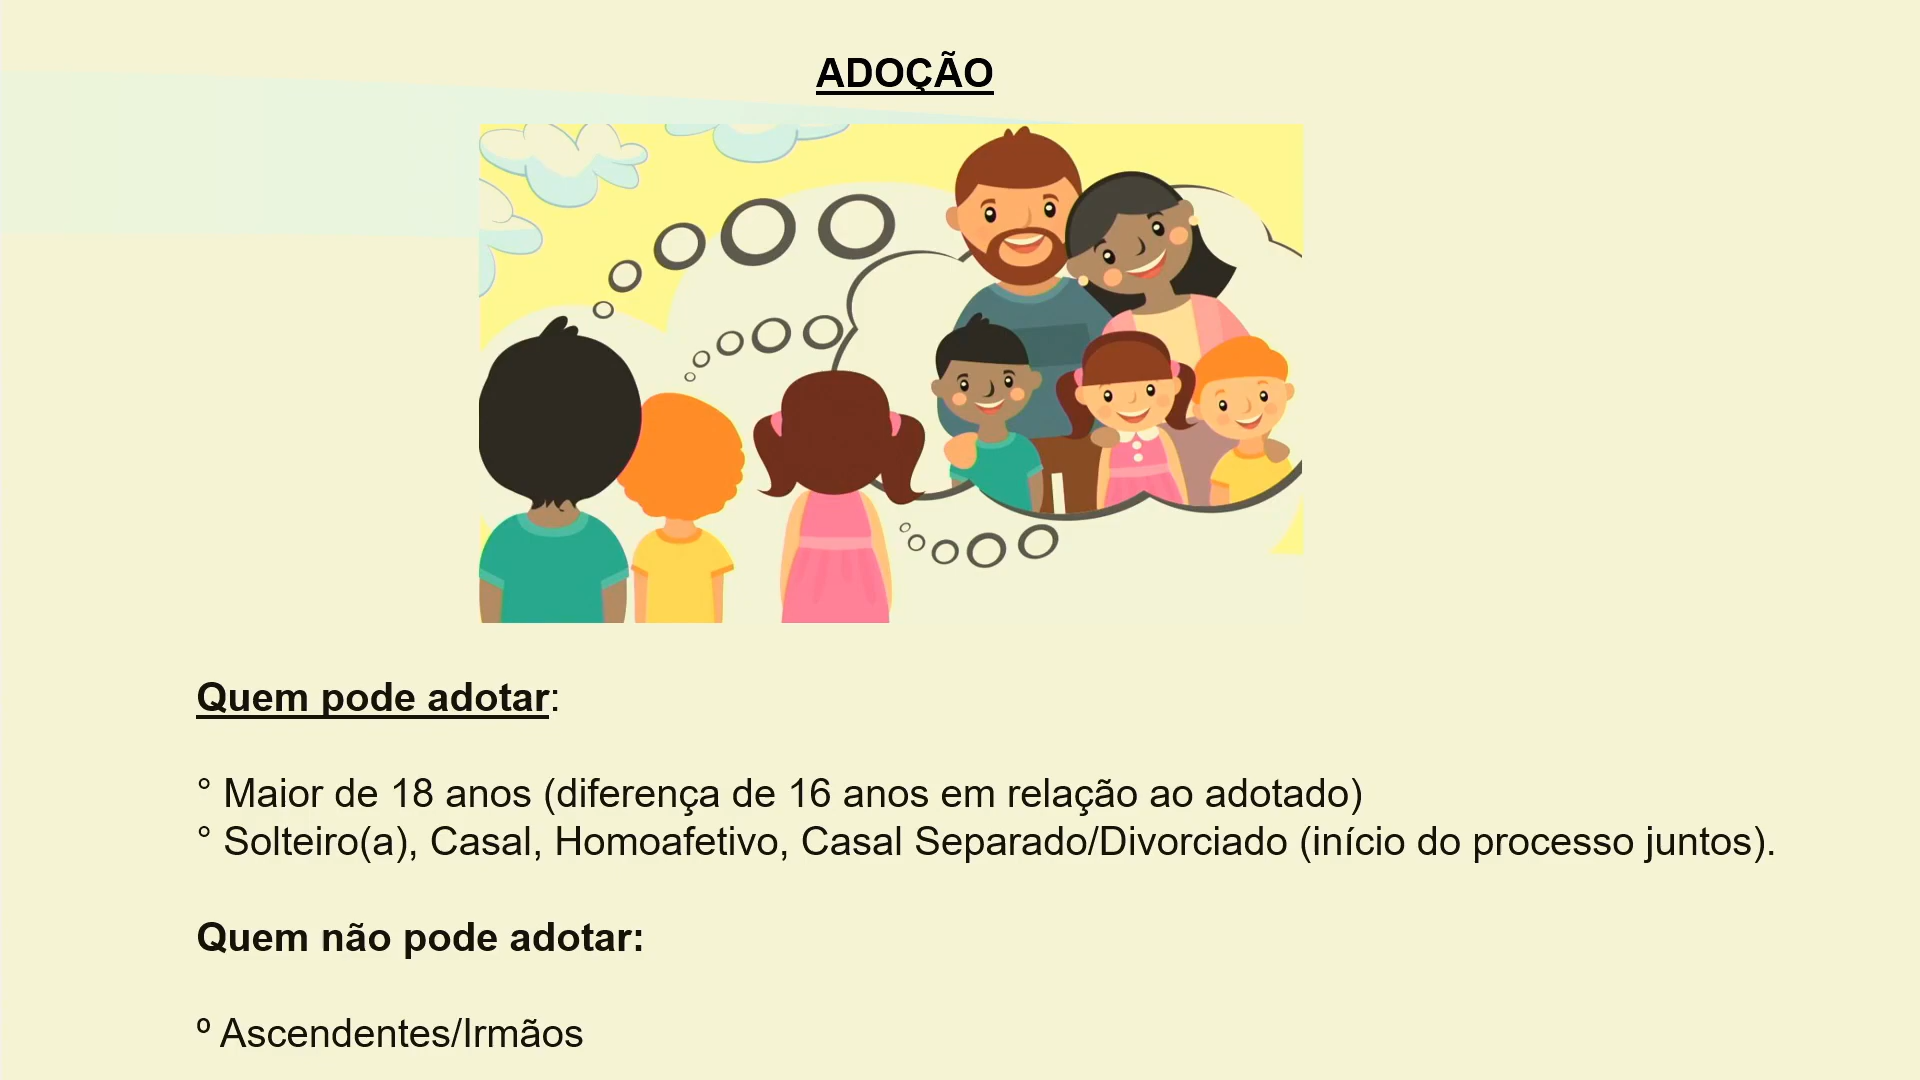 ADOÇÃO
Quem pode adotar:
° Maior de 18 anos (diferença de 16 anos em relação ao adotado)
° Solteiro(a), Casal, Homoafetivo, Casal Separado/Divorciado (início do processo juntos).
Quem não pode adotar:
º Ascendentes/Irmãos